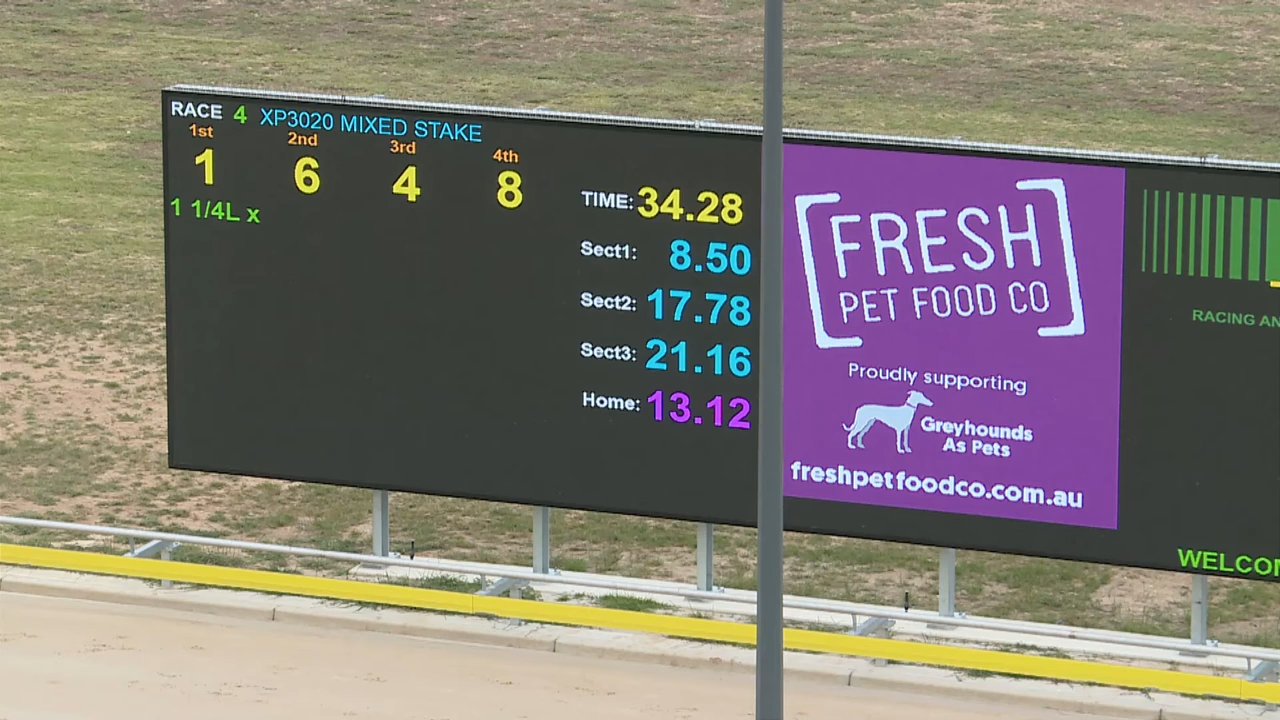 RACE 4 XP3020 MIXED STAKE
1st 2nd 3rd 4th
1 6 4 8
1 1/4L x
TIME: 34.28
Sect1: 8.50
Sect2: 17.78
Sect3: 21.16
Home: 13.12
FRESH
PET FOOD CO
Proudly supporting
Greyhounds
As Pets
freshpetfoodco.com.au
RACING AN
WELCOM